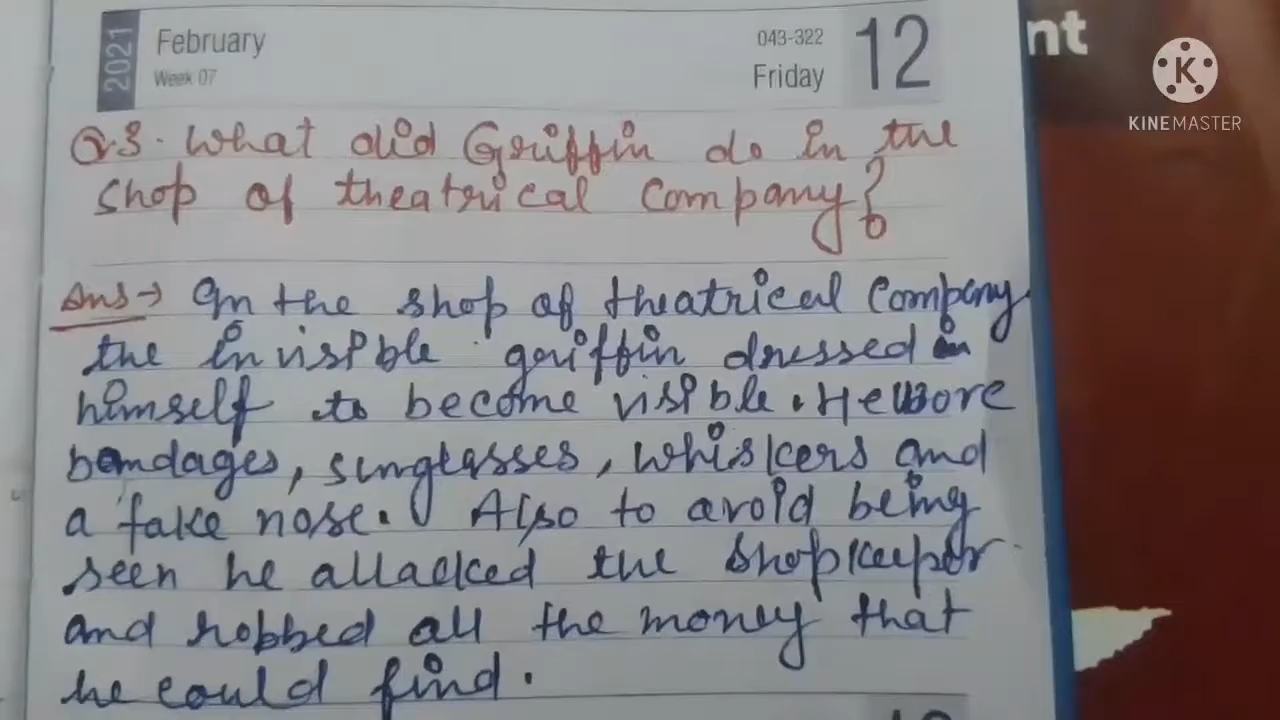 2021
February
Week 07
043-322
Friday
12
nt
K
KINEMASTER
Q3. What did Griffin do in the
shop of theatrical company?
Ans→ In the shop of theatrical company
the invisible griffin dressed in
himself to become visible. He wore
bandages, sunglasses, whiskers and
a fake nose. Also to avoid being
seen he attacked the shopkeeper
and robbed all the money that
he could find.